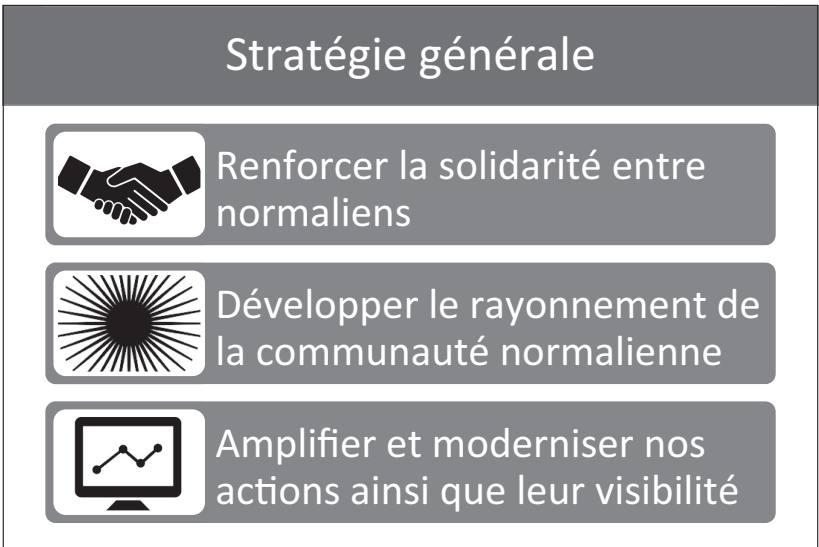 Stratégie générale
Renforcer la solidarité entre
normaliens
Développer le rayonnement de
la communauté normalienne
Amplifier et moderniser nos
actions ainsi que leur visibilité